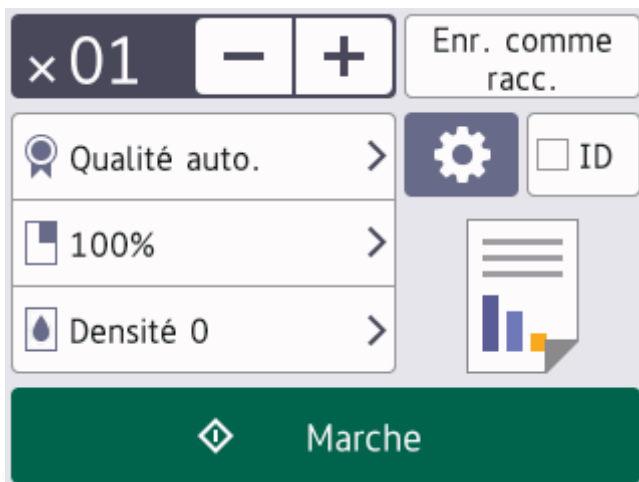 ×01 − +
Enr. comme
racc.
Qualité auto.
ID
100%
Densité 0
Marche